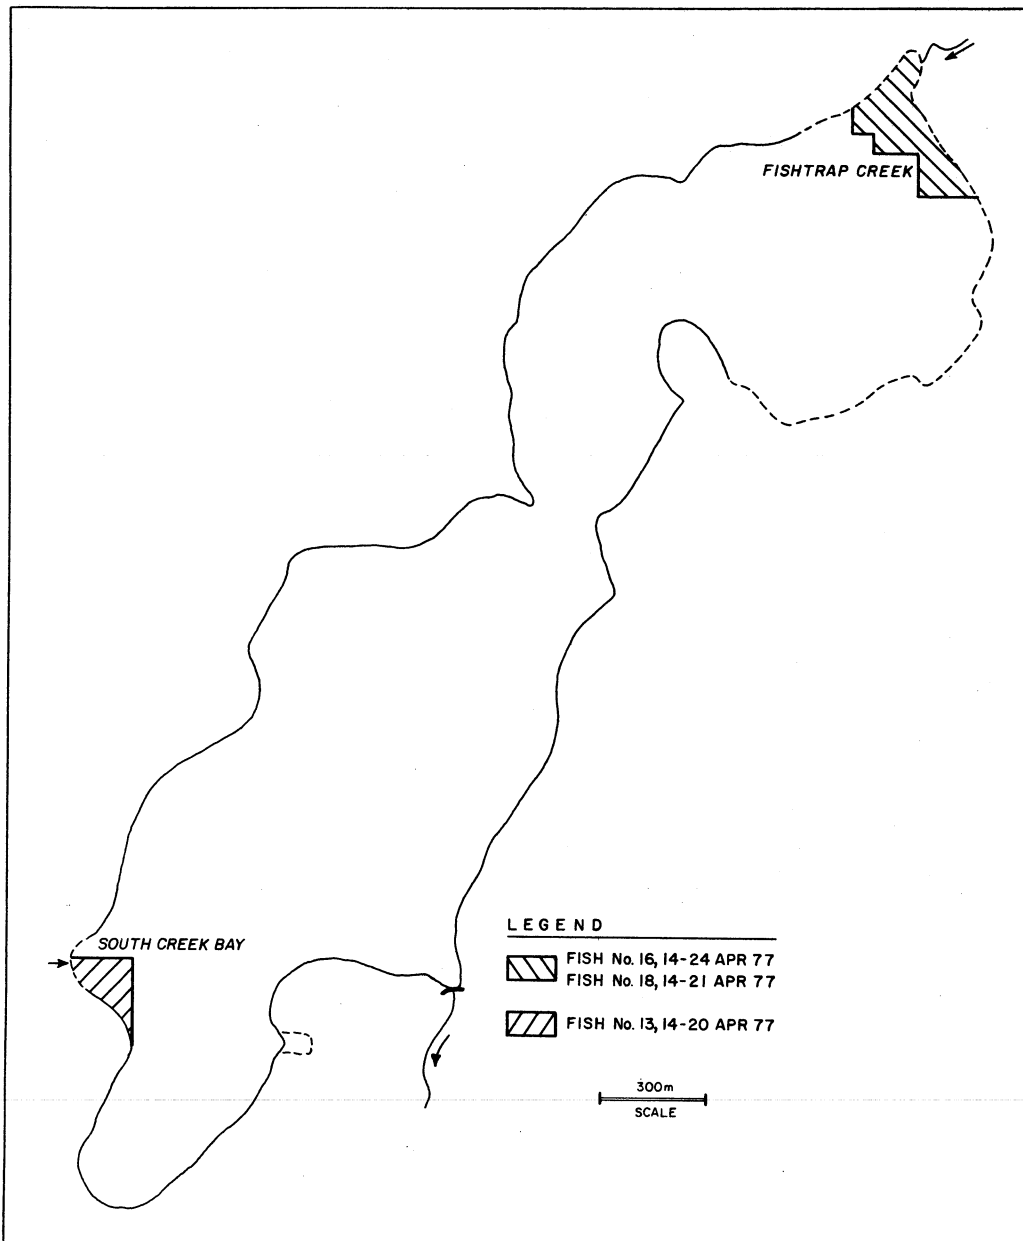 FISHTRAP CREEK
SOUTH CREEK BAY
LEGEND
FISH No. 16, 14-24 APR 77
FISH No. 18, 14-21 APR 77
FISH No. 13, 14-20 APR 77
300m
SCALE